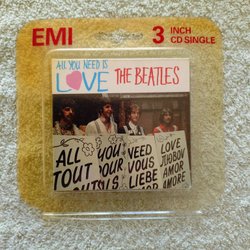 EMI
3 INCH
CD SINGLE
ALL YOU NEED IS
LOVE THE BEATLES
ALL YOU NEED LOVE
TOUT VOUS
LIEBE AMOR
AMORE